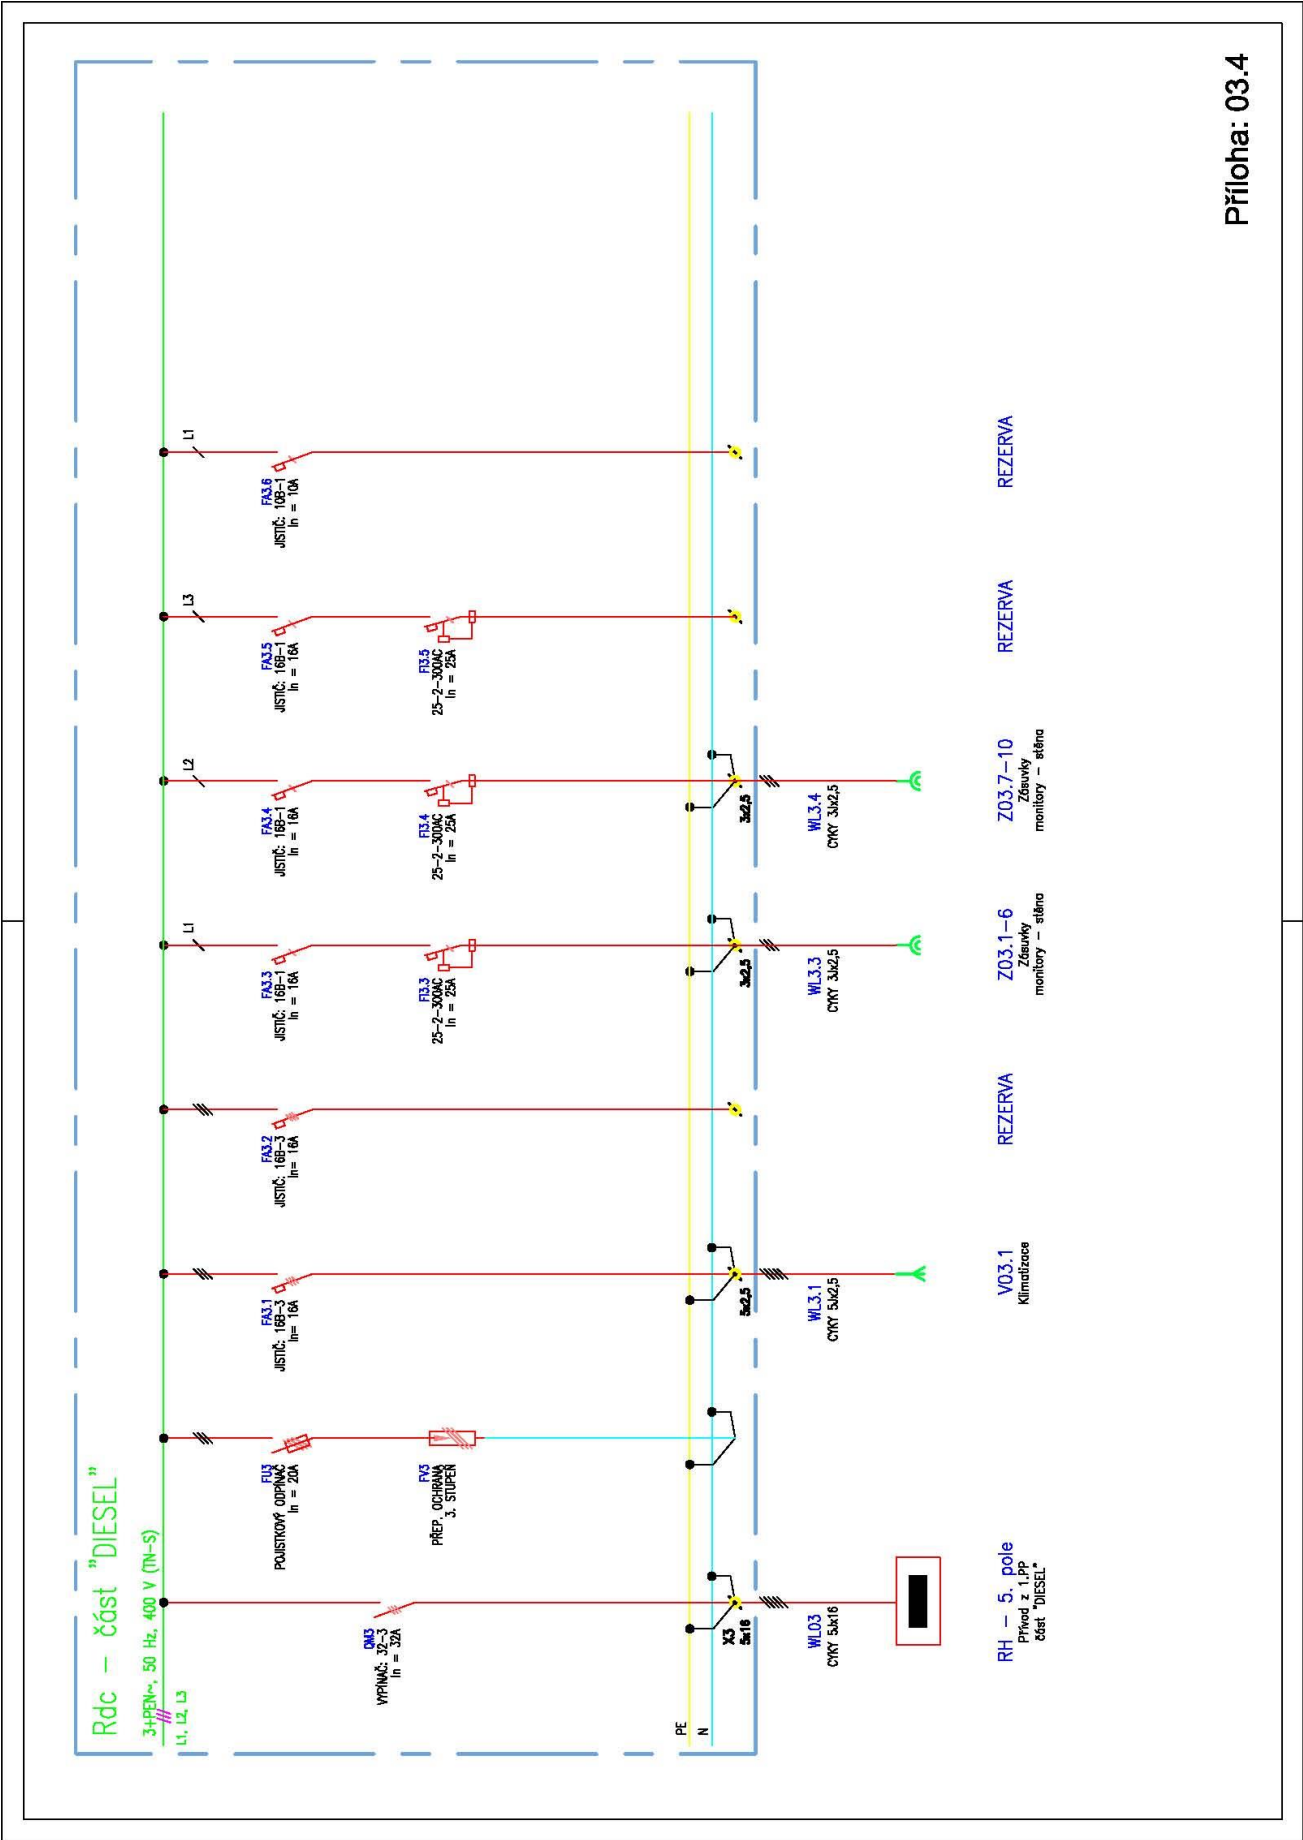 Rdc – část "DIESEL"
3+PEN~, 50 Hz, 400 V (TN-S)
L1, L2, L3
QM3
VYPÍNAČ: 32-3
In = 32A
FU3
POJISTKOVÝ ODPÍNAČ
In = 20A
FV3
PŘEP. OCHRANA
3. STUPEŇ
FA3.1
JISTIČ: 16B-3
In= 16A
FA3.2
JISTIČ: 16B-3
In= 16A
L1
FA3.3
JISTIČ: 16B-1
In = 16A
FI3.3
25-2-300AC
In = 25A
L2
FA3.4
JISTIČ: 16B-1
In = 16A
FI3.4
25-2-300AC
In = 25A
L3
FA3.5
JISTIČ: 16B-1
In = 16A
FI3.5
25-2-300AC
In = 25A
L1
FA3.6
JISTIČ: 10B-1
In = 10A
PE
N
X3
5x16
5x2,5
3x2,5
3x2,5
WL03
CYKY 5Jx16
WL3.1
CYKY 5Jx2,5
WL3.3
CYKY 3Jx2,5
WL3.4
CYKY 3Jx2,5
RH – 5. pole
Přívod z 1.PP
část "DIESEL"
V03.1
Klimatizace
REZERVA
Z03.1-6
Zásuvky
monitory – stěna
Z03.7-10
Zásuvky
monitory – stěna
REZERVA
REZERVA
Příloha: 03.4